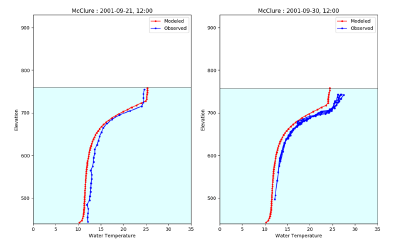 McClure : 2001-09-21, 12:00
Modeled
Observed
900
800
700
600
500
Elevation
0
5
10
15
20
25
30
35
Water Temperature
McClure : 2001-09-30, 12:00
Modeled
Observed
900
800
700
600
500
Elevation
0
5
10
15
20
25
30
35
Water Temperature